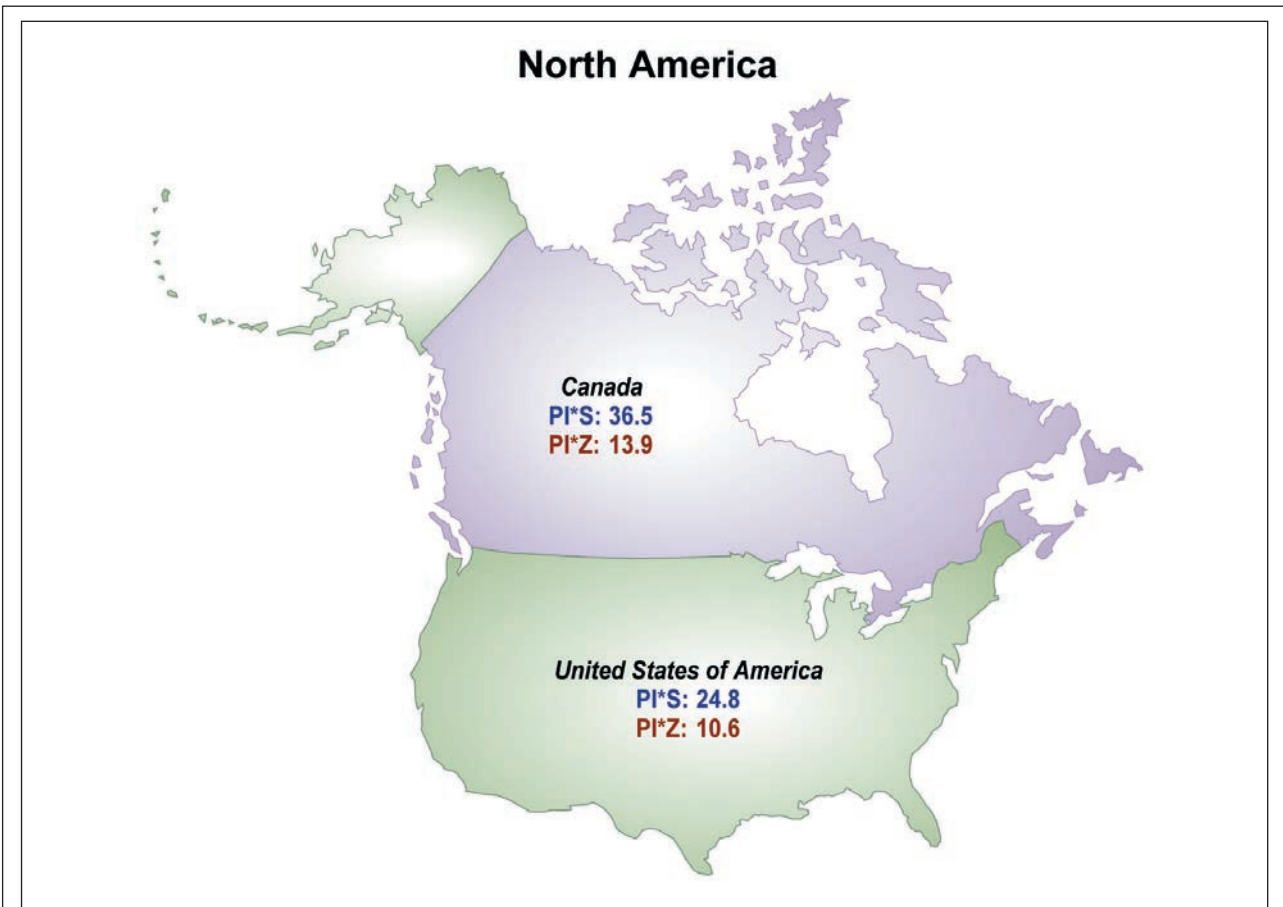 North America
Canada
PI*S: 36.5
PI*Z: 13.9
United States of America
PI*S: 24.8
PI*Z: 10.6